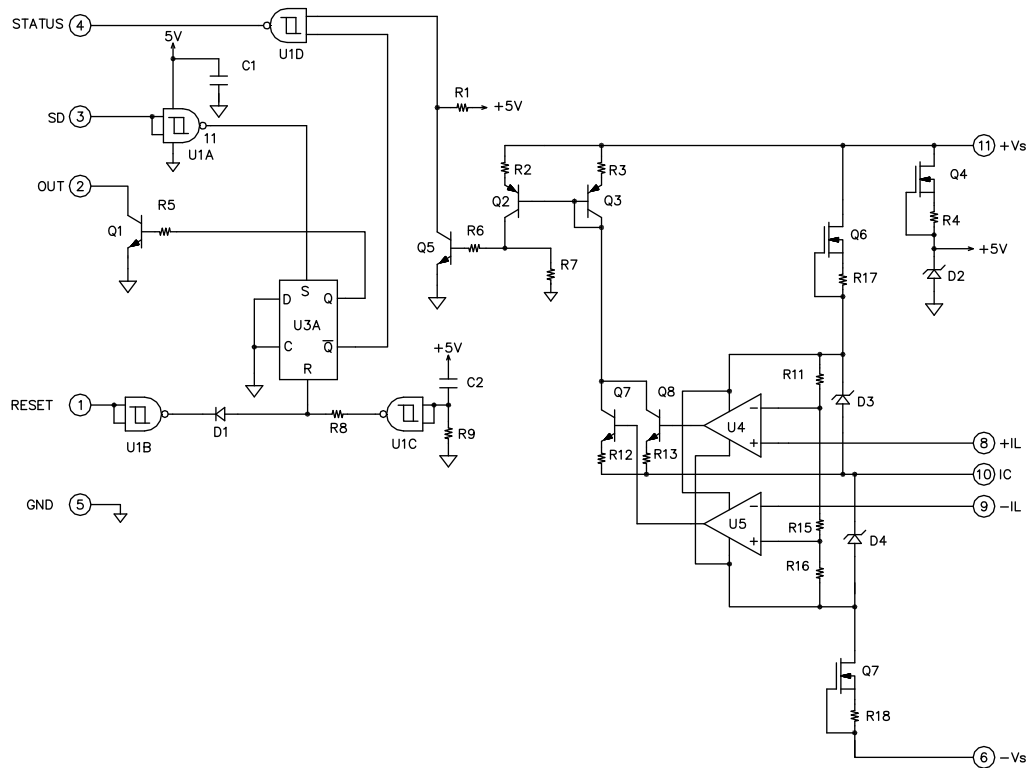 STATUS 4
5V
U1D
C1
R1
+5V
SD 3
11
U1A
11 +Vs
R2
R3
Q4
OUT 2
R5
Q2
Q3
Q1
R4
R6
Q5
Q6
+5V
R7
R17
D2
D S Q
U3A
C Q
R
+5V
C2
R11
Q7
Q8
D3
RESET 1
U4
−
+
8 +IL
U1B
D1
R8
U1C
R9
R12
R13
10 IC
GND 5
−
9 −IL
U5
R15
+
D4
R16
Q7
R18
6 −Vs